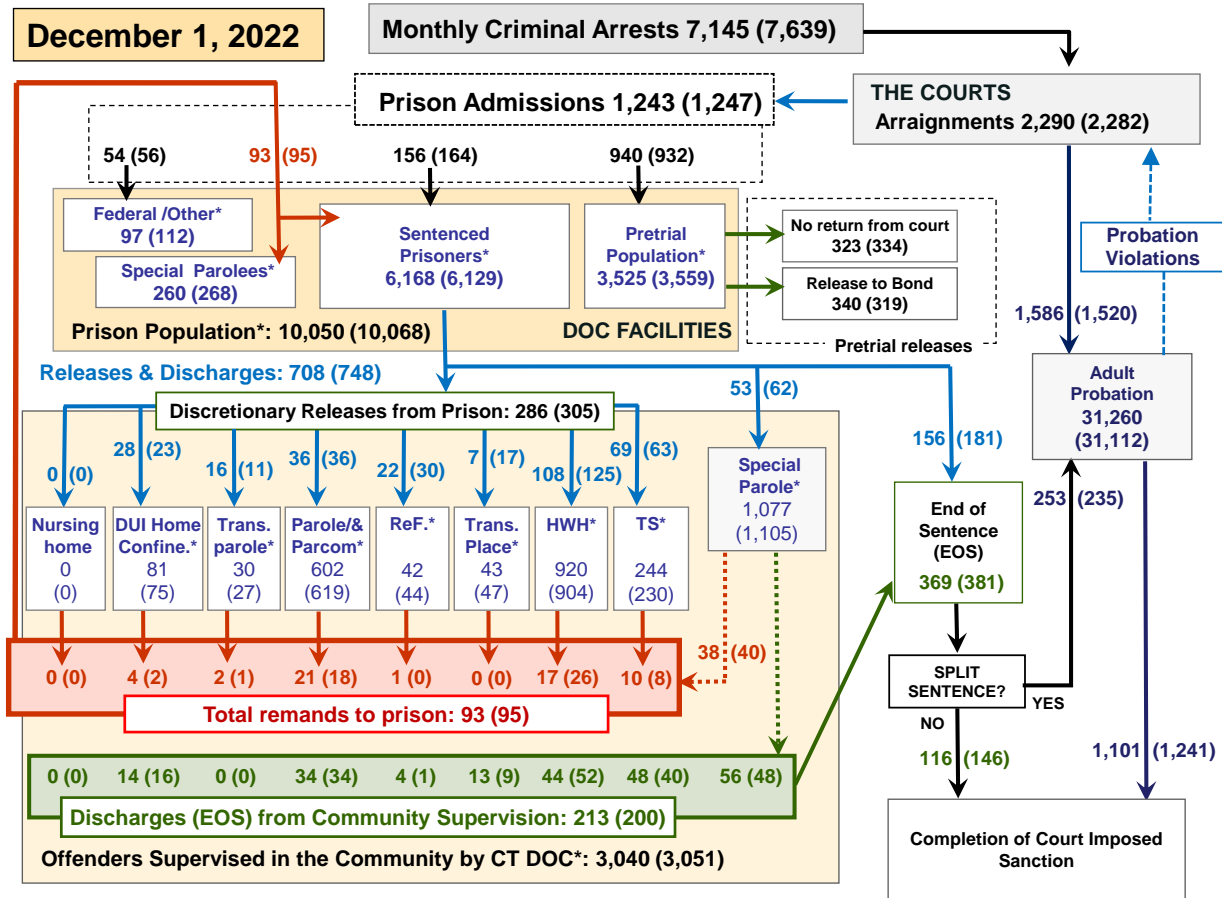 December 1, 2022
Monthly Criminal Arrests 7,145 (7,639)
Prison Admissions 1,243 (1,247)
THE COURTS
Arraignments 2,290 (2,282)
54 (56)
93 (95)
156 (164)
940 (932)
Federal /Other*
97 (112)
Special Parolees*
260 (268)
Sentenced
Prisoners*
6,168 (6,129)
Pretrial
Population*
3,525 (3,559)
No return from court
323 (334)
Release to Bond
340 (319)
Pretrial releases
Probation
Violations
Prison Population*: 10,050 (10,068)
DOC FACILITIES
1,586 (1,520)
Releases & Discharges: 708 (748)
53 (62)
Adult
Probation
31,260
(31,112)
Discretionary Releases from Prison: 286 (305)
156 (181)
0 (0)
28 (23)
16 (11)
36 (36)
22 (30)
7 (17)
108 (125)
69 (63)
253 (235)
Nursing
home
0
(0)
DUI Home
Confine.*
81
(75)
Trans.
parole*
30
(27)
Parole/&
Parcom*
602
(619)
ReF.*
42
(44)
Trans.
Place*
43
(47)
HWH*
920
(904)
TS*
244
(230)
Special
Parole*
1,077
(1,105)
End of
Sentence
(EOS)
369 (381)
38 (40)
0 (0)
4 (2)
2 (1)
21 (18)
1 (0)
0 (0)
17 (26)
10 (8)
Total remands to prison: 93 (95)
SPLIT
SENTENCE?
YES
NO
116 (146)
1,101 (1,241)
0 (0)
14 (16)
0 (0)
34 (34)
4 (1)
13 (9)
44 (52)
48 (40)
56 (48)
Discharges (EOS) from Community Supervision: 213 (200)
Offenders Supervised in the Community by CT DOC*: 3,040 (3,051)
Completion of Court Imposed
Sanction